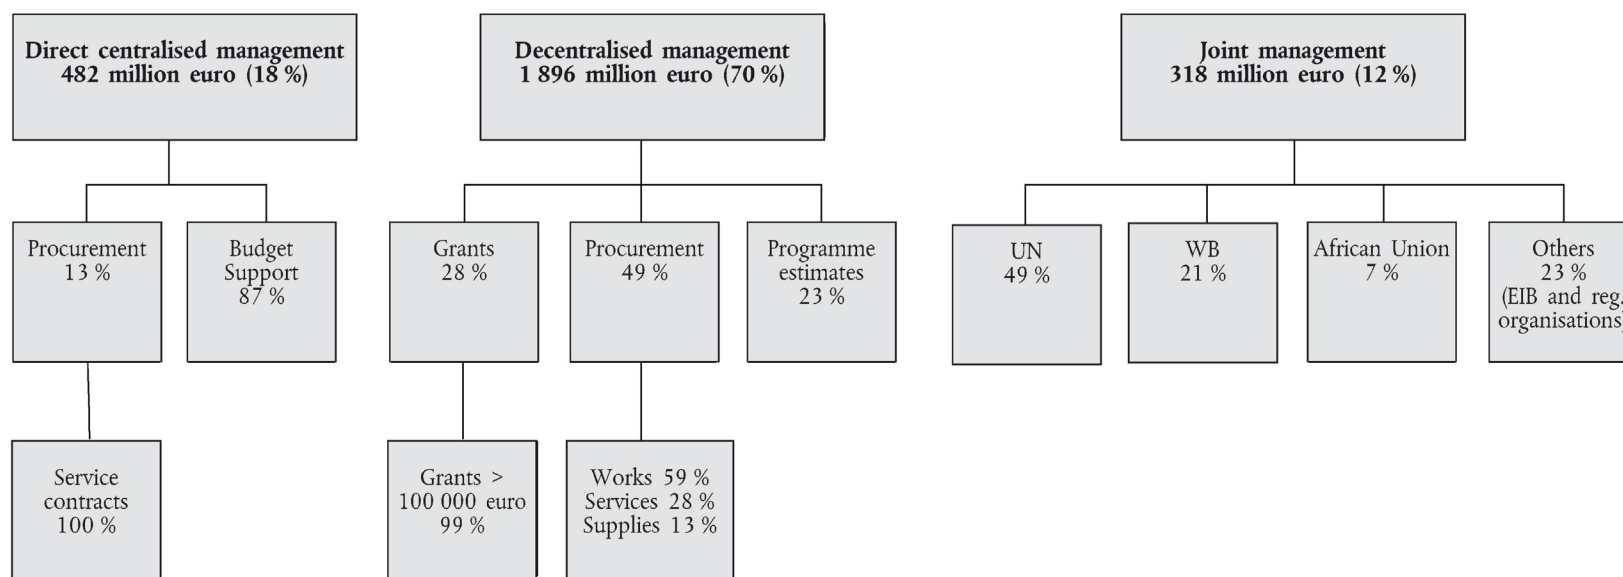 Direct centralised management
482 million euro (18 %)
Decentralised management
1 896 million euro (70 %)
Joint management
318 million euro (12 %)
Procurement
13 %
Budget
Support
87 %
Grants
28 %
Procurement
49 %
Programme
estimates
23 %
UN
49 %
WB
21 %
African Union
7 %
Others
23 %
(EIB and reg.
organisations)
Service
contracts
100 %
Grants >
100 000 euro
99 %
Works 59 %
Services 28 %
Supplies 13 %